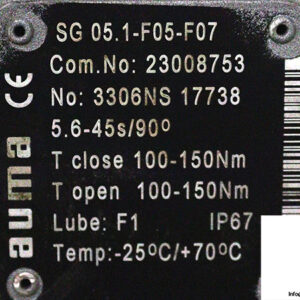 SG 05.1-F05-F07
Com.No: 23008753
No: 3306NS 17738
5.6-45s/90º
T close 100-150Nm
T open 100-150Nm
Lube: F1 IP67
Temp:-25ºC/+70ºC
auma CE